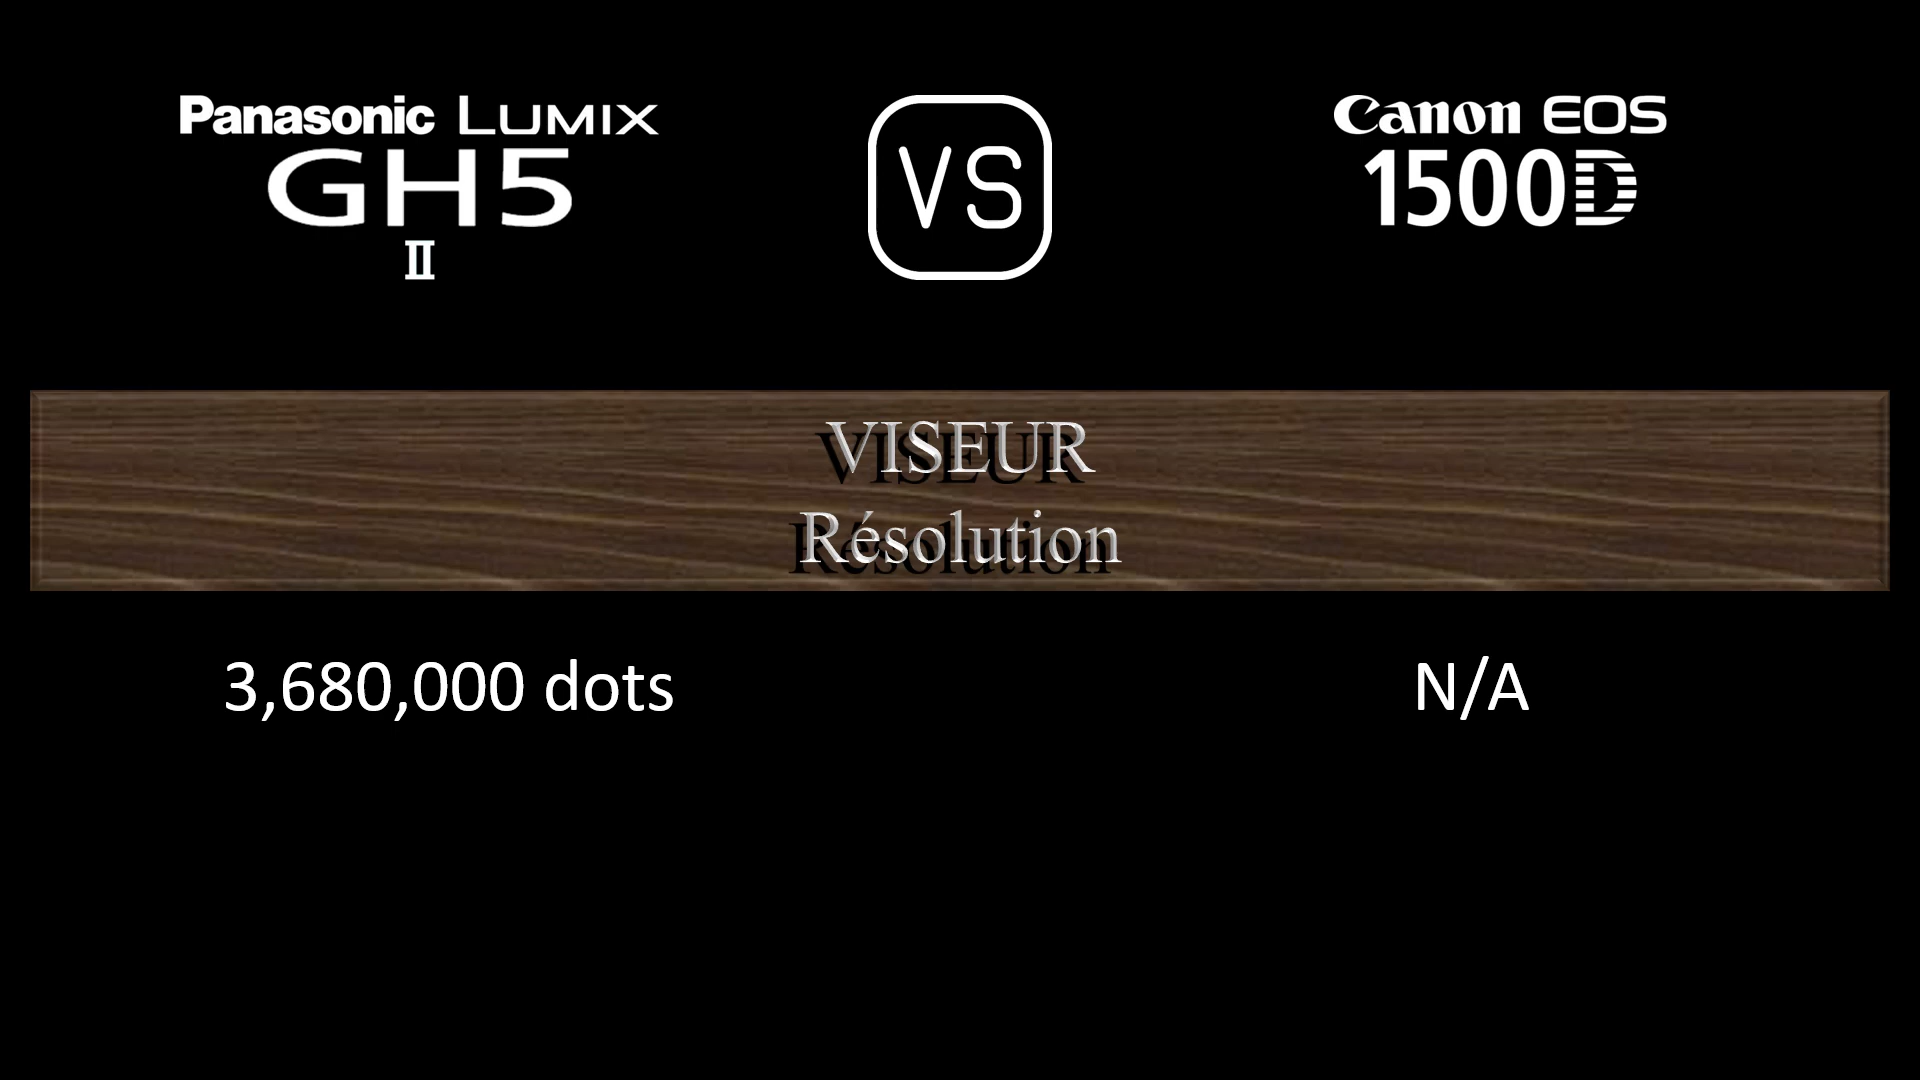 Panasonic LUMIX
GH5
II
VS
Canon EOS
1500D
VISEUR
Résolution
3,680,000 dots
N/A